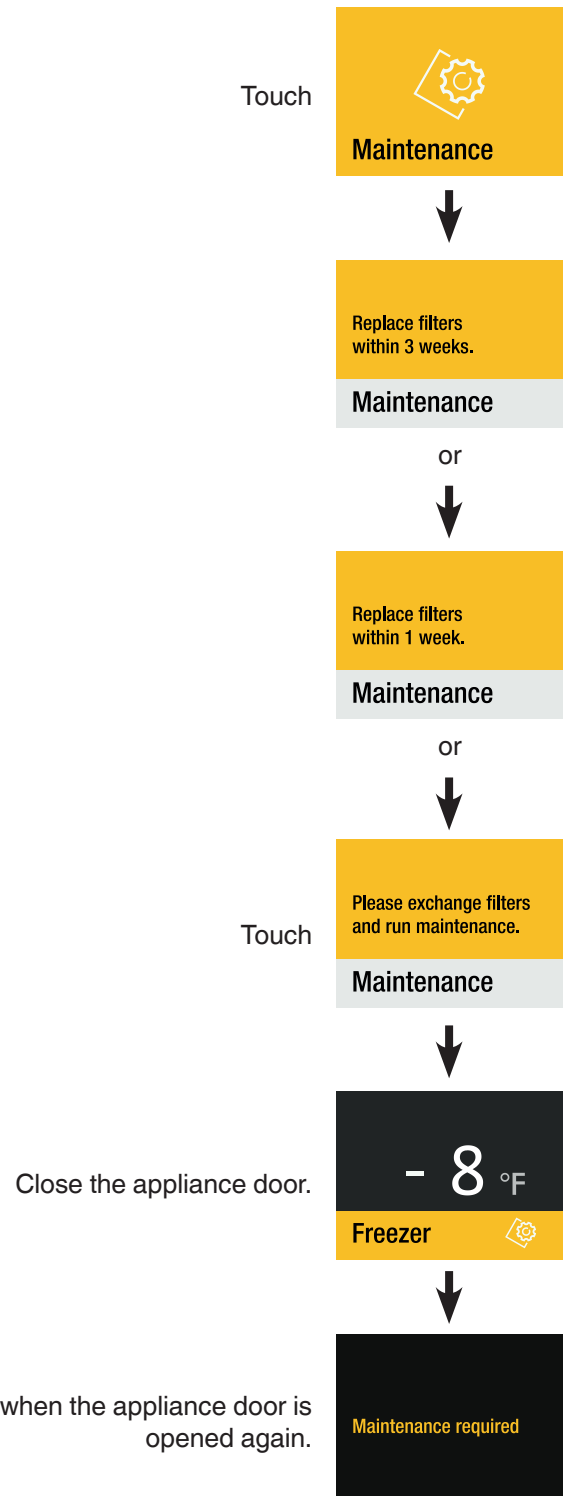 Touch
Maintenance
Replace filters
within 3 weeks.
Maintenance
or
Replace filters
within 1 week.
Maintenance
or
Touch
Please exchange filters
and run maintenance.
Maintenance
Close the appliance door.
- 8 °F
Freezer
when the appliance door is
opened again.
Maintenance required